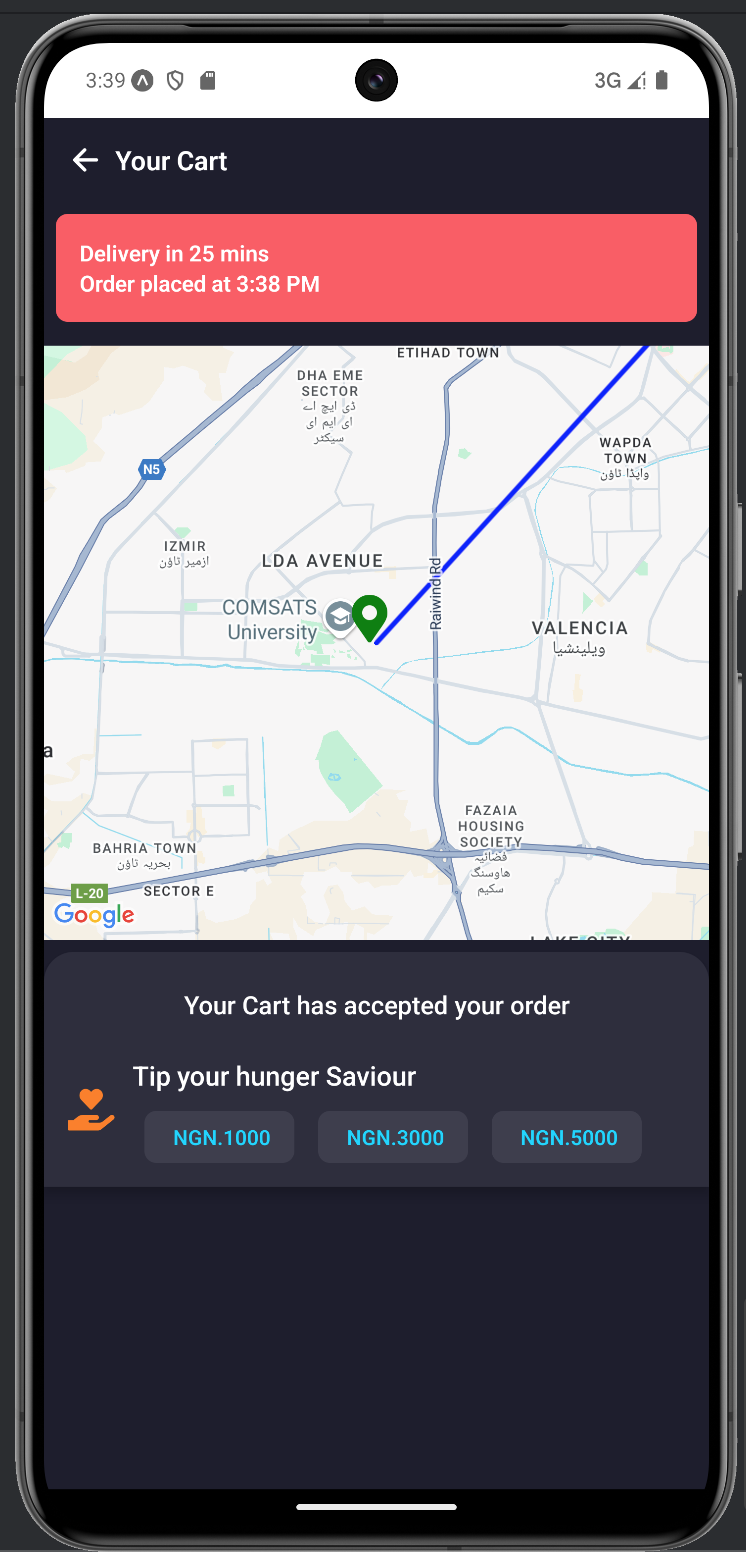 3:39
3G
Your Cart
Delivery in 25 mins
Order placed at 3:38 PM
ETIHAD TOWN
DHA EME
SECTOR
ڈی ایچ اے
ای ایم ای
سیکٹر
WAPDA
TOWN
واپڈا ٹاؤن
N5
IZMIR
ازمیر ٹاؤن
LDA AVENUE
COMSATS
University
Raiwind Rd
VALENCIA
ویلینشیا
a
FAZAIA
HOUSING
SOCIETY
فضائیہ
هاوسنگ
سکیم
BAHRIA TOWN
بحریہ ٹاؤن
L-20
SECTOR E
Google
LAKE CITY
Your Cart has accepted your order
Tip your hunger Saviour
NGN.1000
NGN.3000
NGN.5000